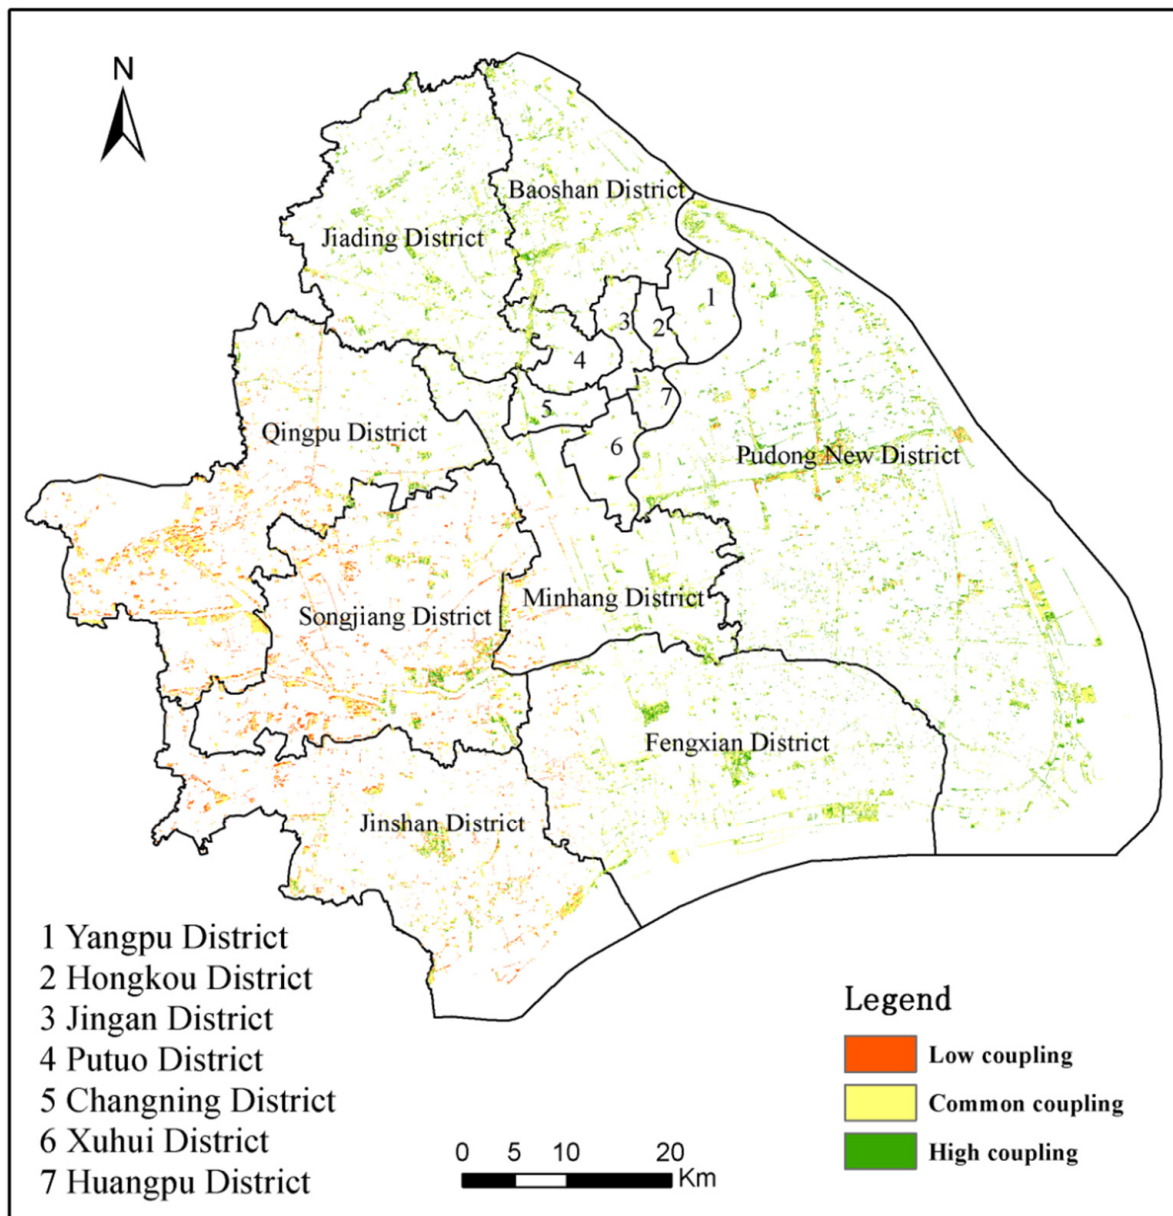 N
Baoshan District
Jiading District
1
3
2
4
7
5
Qingpu District
6
Pudong New District
Minhang District
Songjiang District
Fengxian District
Jinshan District
1 Yangpu District
2 Hongkou District
3 Jingan District
4 Putuo District
5 Changning District
6 Xuhui District
7 Huangpu District
Legend
Low coupling
Common coupling
High coupling
0 5 10 20
Km